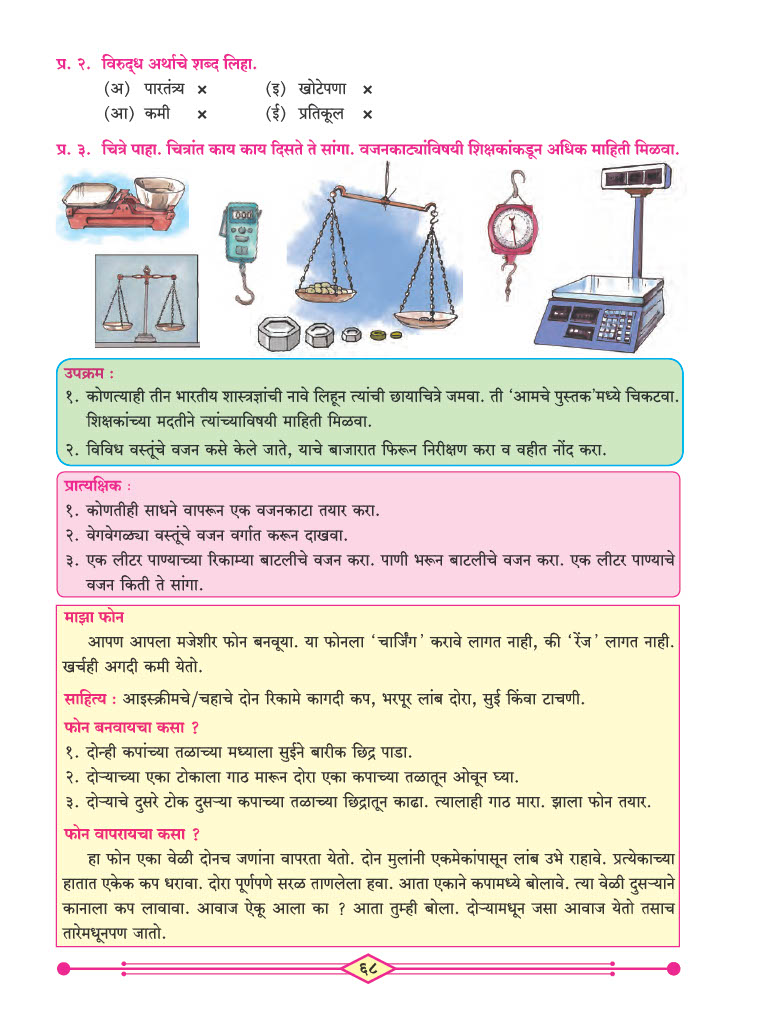 प्र. २. विरुद्ध अर्थाचे शब्द लिहा.
(अ) पारतंत्र्य × (इ) खोटेपणा ×
(आ) कमी × (ई) प्रतिकूल ×
प्र. ३. चित्रे पाहा. चित्रांत काय काय दिसते ते सांगा. वजनकाट्यांविषयी शिक्षकांकडून अधिक माहिती मिळवा.
उपक्रम :
१. कोणत्याही तीन भारतीय शास्त्रज्ञांची नावे लिहून त्यांची छायाचित्रे जमवा. ती ‘आमचे पुस्तक’मध्ये चिकटवा.
शिक्षकांच्या मदतीने त्यांच्याविषयी माहिती मिळवा.
२. विविध वस्तूंचे वजन कसे केले जाते, याचे बाजारात फिरून निरीक्षण करा व वहीत नोंद करा.
प्रात्यक्षिक :
१. कोणतीही साधने वापरून एक वजनकाटा तयार करा.
२. वेगवेगळ्या वस्तूंचे वजन वर्गात करून दाखवा.
३. एक लीटर पाण्याच्या रिकाम्या बाटलीचे वजन करा. पाणी भरून बाटलीचे वजन करा. एक लीटर पाण्याचे
वजन किती ते सांगा.
माझा फोन
आपण आपला मजेशीर फोन बनवूया. या फोनला ‘चार्जिंग’ करावे लागत नाही, की ‘रेंज’ लागत नाही.
खर्चही अगदी कमी येतो.
साहित्य : आइस्क्रीमचे/चहाचे दोन रिकामे कागदी कप, भरपूर लांब दोरा, सुई किंवा टाचणी.
फोन बनवायचा कसा ?
१. दोन्ही कपांच्या तळाच्या मध्याला सुईने बारीक छिद्र पाडा.
२. दोऱ्याच्या एका टोकाला गाठ मारून दोरा एका कपाच्या तळातून ओवून घ्या.
३. दोऱ्याचे दुसरे टोक दुसऱ्या कपाच्या तळाच्या छिद्रातून काढा. त्यालाही गाठ मारा. झाला फोन तयार.
फोन वापरायचा कसा ?
हा फोन एका वेळी दोनच जणांना वापरता येतो. दोन मुलांनी एकमेकांपासून लांब उभे राहावे. प्रत्येकाच्या
हातात एकेक कप धरावा. दोरा पूर्णपणे सरळ ताणलेला हवा. आता एकाने कपामध्ये बोलावे. त्या वेळी दुसऱ्याने
कानाला कप लावावा. आवाज ऐकू आला का ? आता तुम्ही बोला. दोऱ्यामधून जसा आवाज येतो तसाच
तारेमधूनपण जातो.
६८